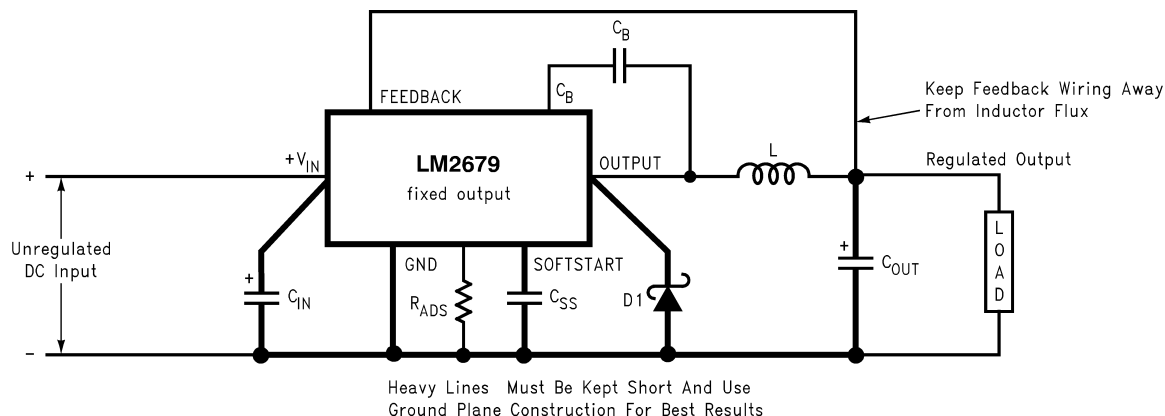 C_B
FEEDBACK
C_B
Keep Feedback Wiring Away
From Inductor Flux
+V_IN
LM2679
fixed output
OUTPUT
L
Regulated Output
+
Unregulated
DC Input
-
+
C_IN
GND
R_ADS
SOFTSTART
C_SS
D1
+
C_OUT
LOAD
Heavy Lines Must Be Kept Short And Use
Ground Plane Construction For Best Results